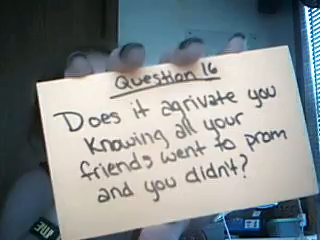 Question 16
Does it agrivate you
Knowing all your
friends went to prom
and you didn't?